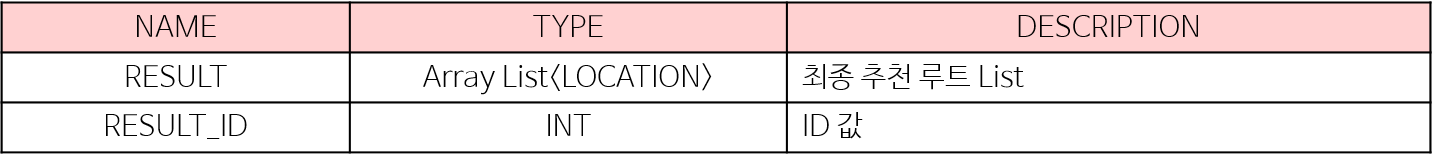 NAME TYPE DESCRIPTION
RESULT Array List〈LOCATION〉 최종 추천 루트 List
RESULT_ID INT ID 값